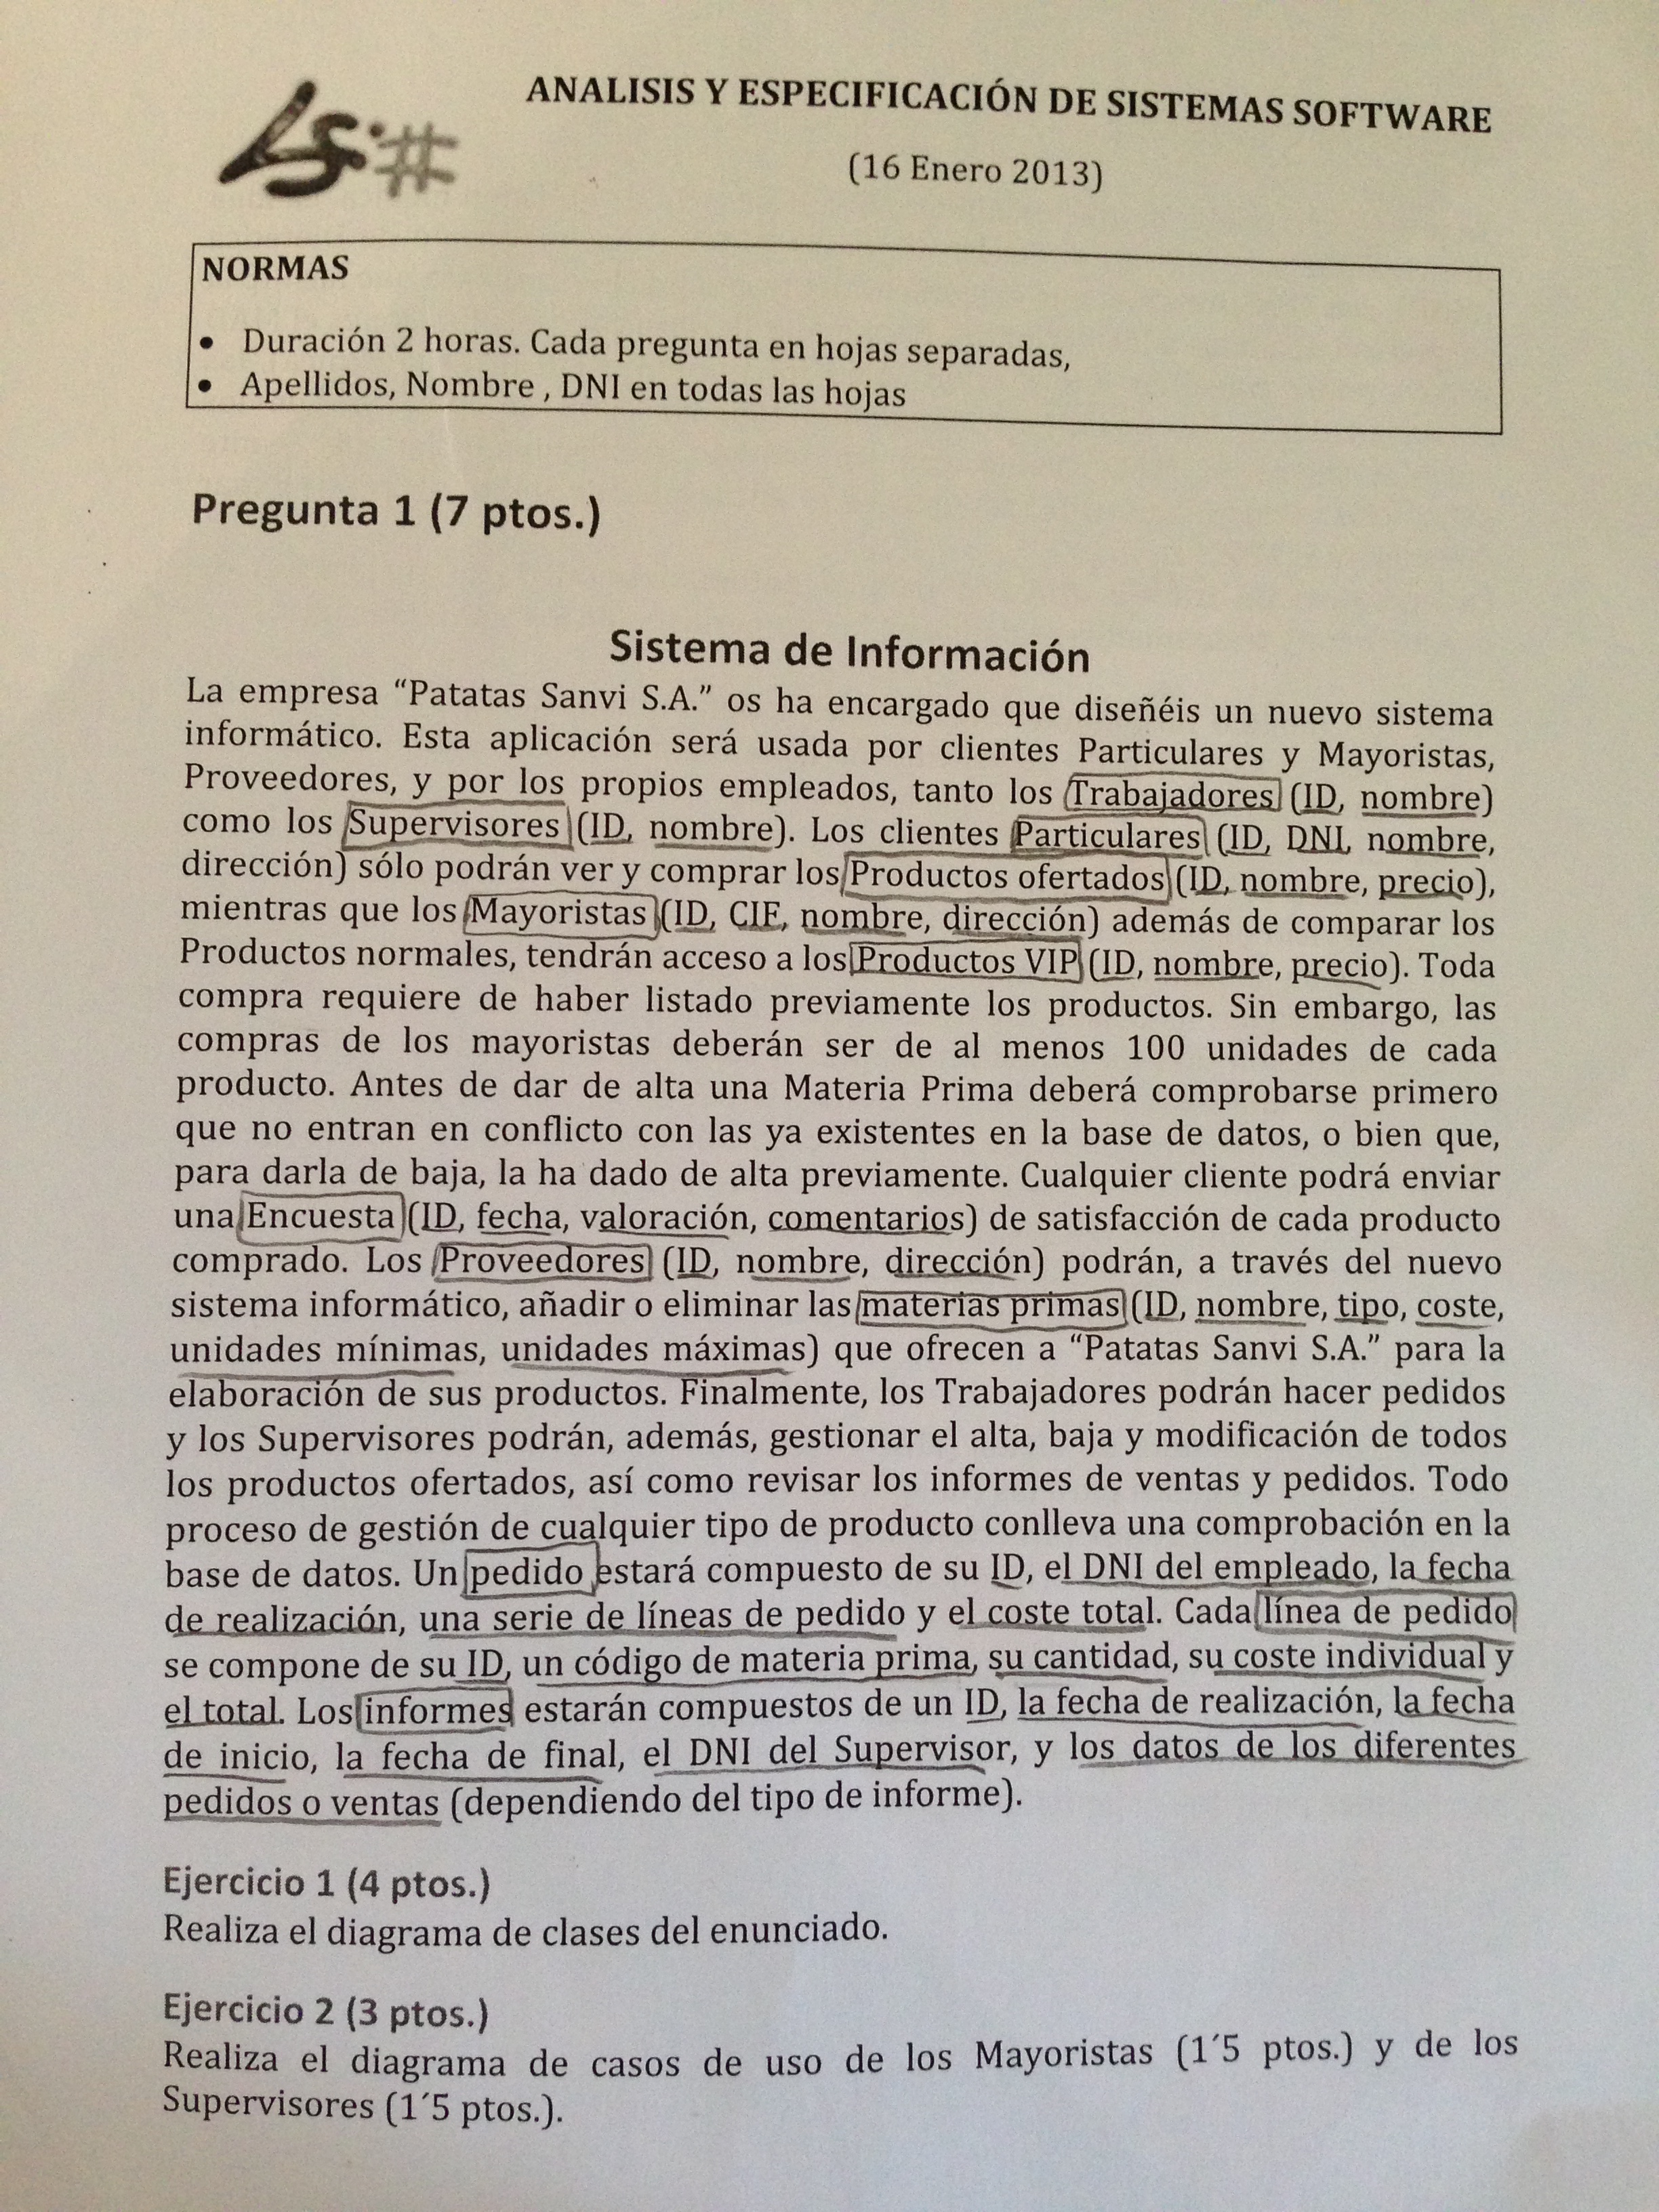 LS:#
ANALISIS Y ESPECIFICACIÓN DE SISTEMAS SOFTWARE
(16 Enero 2013)
NORMAS
• Duración 2 horas. Cada pregunta en hojas separadas,
• Apellidos, Nombre , DNI en todas las hojas
Pregunta 1 (7 ptos.)
Sistema de Información
La empresa “Patatas Sanvi S.A.” os ha encargado que diseñéis un nuevo sistema
informático. Esta aplicación será usada por clientes Particulares y Mayoristas,
Proveedores, y por los propios empleados, tanto los Trabajadores (ID, nombre)
como los Supervisores (ID, nombre). Los clientes Particulares (ID, DNI, nombre,
dirección) sólo podrán ver y comprar los Productos ofertados (ID, nombre, precio),
mientras que los Mayoristas (ID, CIF, nombre, dirección) además de comparar los
Productos normales, tendrán acceso a los Productos VIP (ID, nombre, precio). Toda
compra requiere de haber listado previamente los productos. Sin embargo, las
compras de los mayoristas deberán ser de al menos 100 unidades de cada
producto. Antes de dar de alta una Materia Prima deberá comprobarse primero
que no entran en conflicto con las ya existentes en la base de datos, o bien que,
para darla de baja, la ha dado de alta previamente. Cualquier cliente podrá enviar
una Encuesta (ID, fecha, valoración, comentarios) de satisfacción de cada producto
comprado. Los Proveedores (ID, nombre, dirección) podrán, a través del nuevo
sistema informático, añadir o eliminar las materias primas (ID, nombre, tipo, coste,
unidades mínimas, unidades máximas) que ofrecen a “Patatas Sanvi S.A.” para la
elaboración de sus productos. Finalmente, los Trabajadores podrán hacer pedidos
y los Supervisores podrán, además, gestionar el alta, baja y modificación de todos
los productos ofertados, así como revisar los informes de ventas y pedidos. Todo
proceso de gestión de cualquier tipo de producto conlleva una comprobación en la
base de datos. Un pedido estará compuesto de su ID, el DNI del empleado, la fecha
de realización, una serie de líneas de pedido y el coste total. Cada línea de pedido
se compone de su ID, un código de materia prima, su cantidad, su coste individual y
el total. Los informes estarán compuestos de un ID, la fecha de realización, la fecha
de inicio, la fecha de final, el DNI del Supervisor, y los datos de los diferentes
pedidos o ventas (dependiendo del tipo de informe).
Ejercicio 1 (4 ptos.)
Realiza el diagrama de clases del enunciado.
Ejercicio 2 (3 ptos.)
Realiza el diagrama de casos de uso de los Mayoristas (1´5 ptos.) y de los
Supervisores (1´5 ptos.).